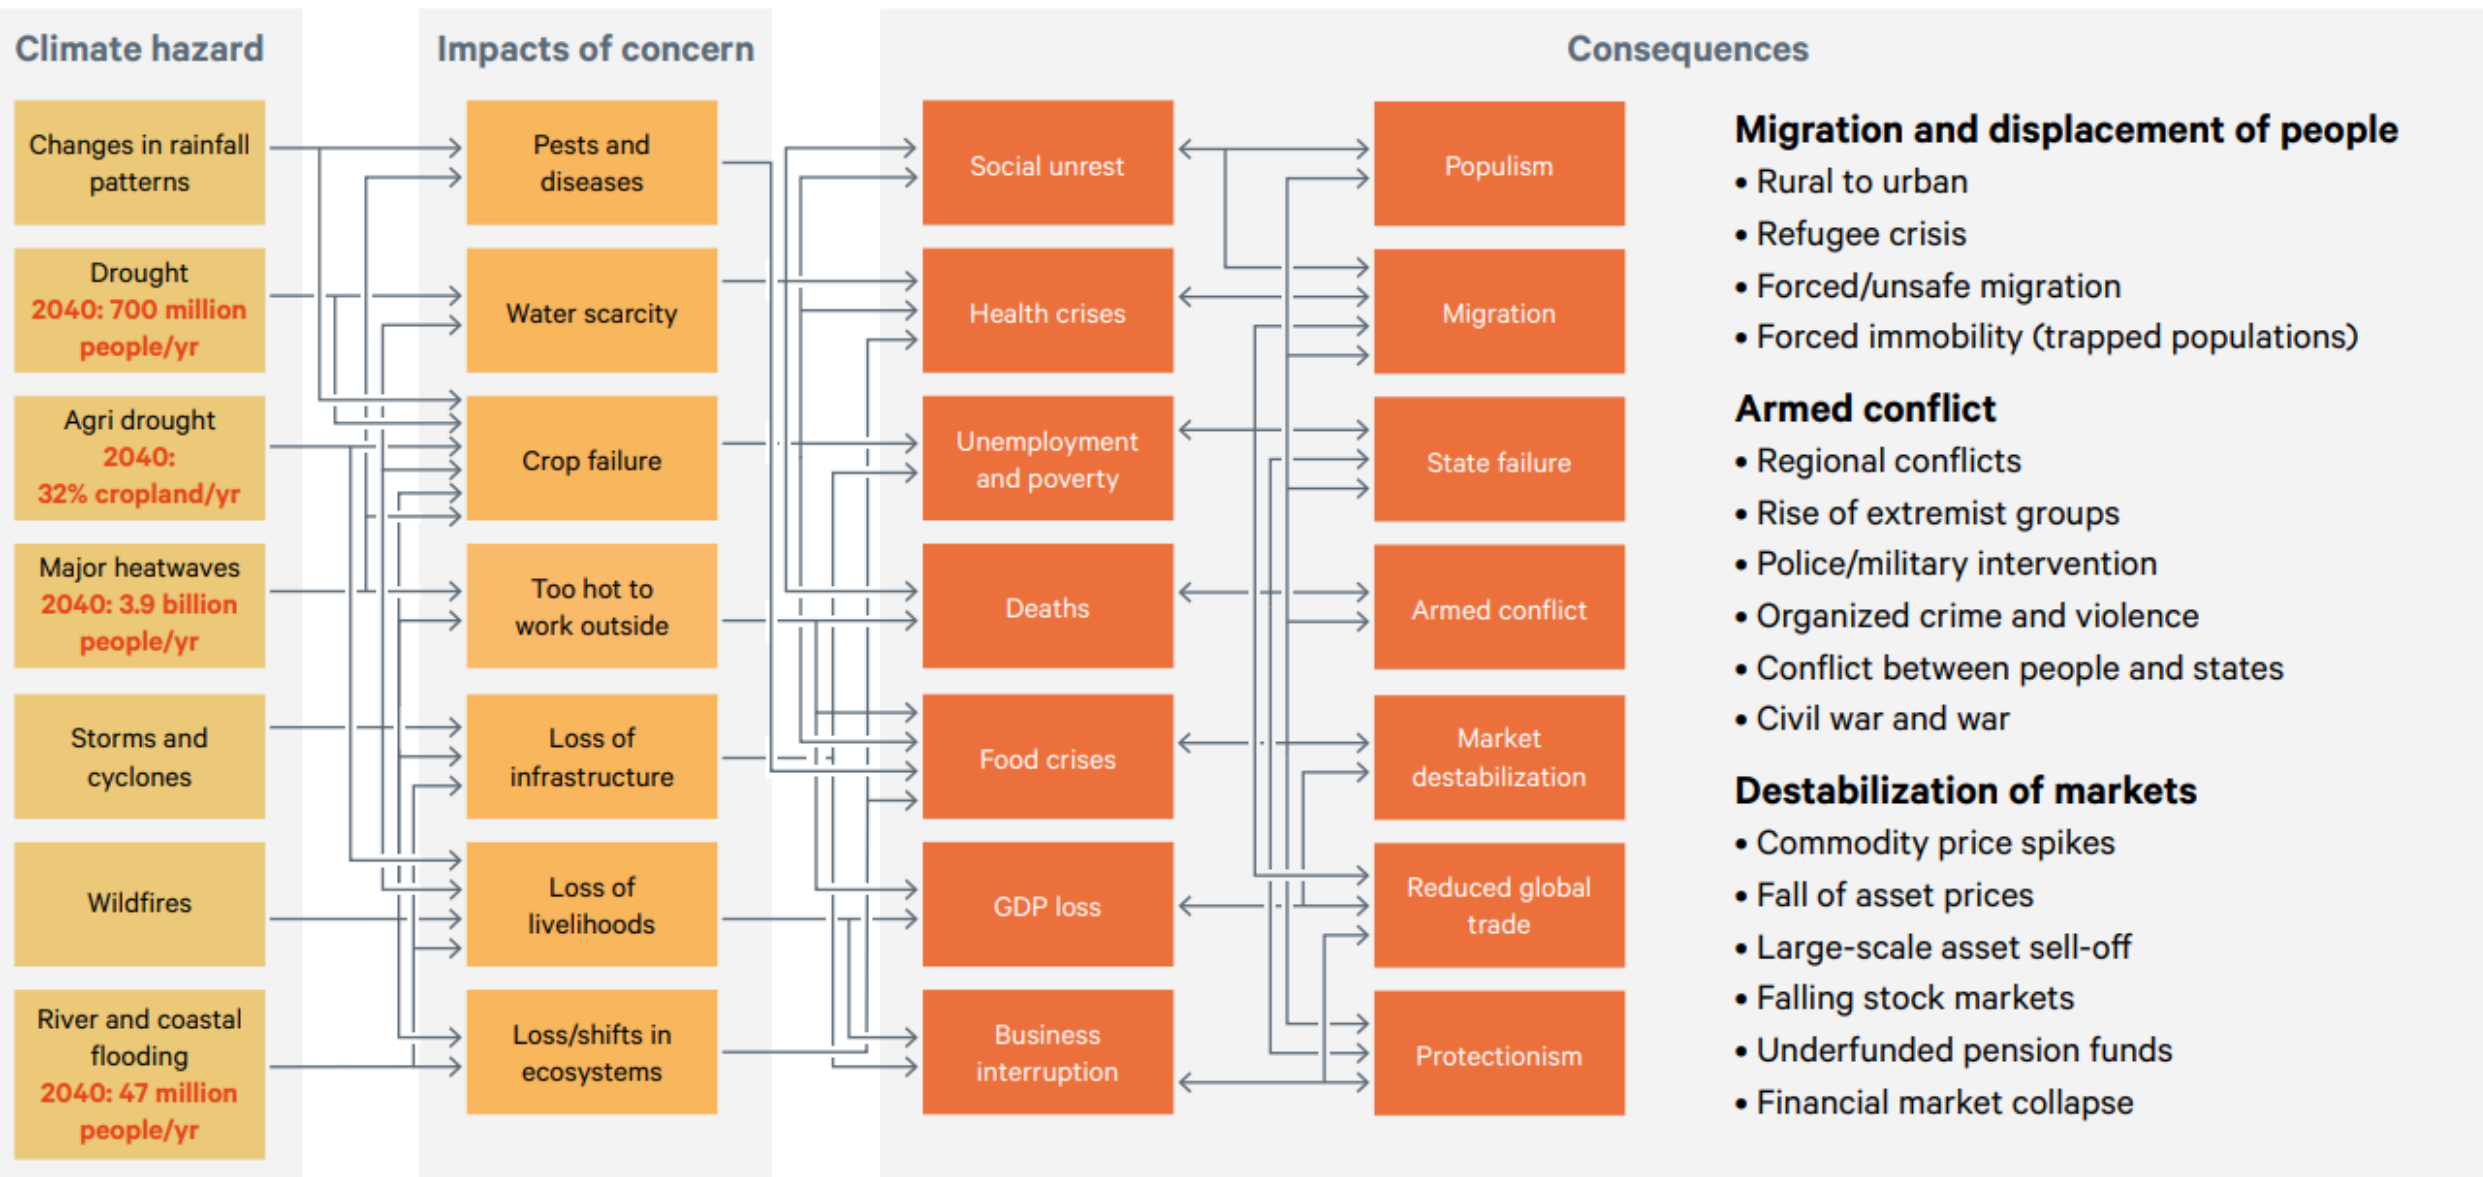 Climate hazard
Impacts of concern
Consequences
Changes in rainfall
patterns
Drought
2040: 700 million
people/yr
Agri drought
2040:
32% cropland/yr
Major heatwaves
2040: 3.9 billion
people/yr
Storms and
cyclones
Wildfires
River and coastal
flooding
2040: 47 million
people/yr
Pests and
diseases
Water scarcity
Crop failure
Too hot to
work outside
Loss of
infrastructure
Loss of
livelihoods
Loss/shifts in
ecosystems
Social unrest
Health crises
Unemployment
and poverty
Deaths
Food crises
GDP loss
Business
interruption
Populism
Migration
State failure
Armed conflict
Market
destabilization
Reduced global
trade
Protectionism
Migration and displacement of people
• Rural to urban
• Refugee crisis
• Forced/unsafe migration
• Forced immobility (trapped populations)
Armed conflict
• Regional conflicts
• Rise of extremist groups
• Police/military intervention
• Organized crime and violence
• Conflict between people and states
• Civil war and war
Destabilization of markets
• Commodity price spikes
• Fall of asset prices
• Large-scale asset sell-off
• Falling stock markets
• Underfunded pension funds
• Financial market collapse